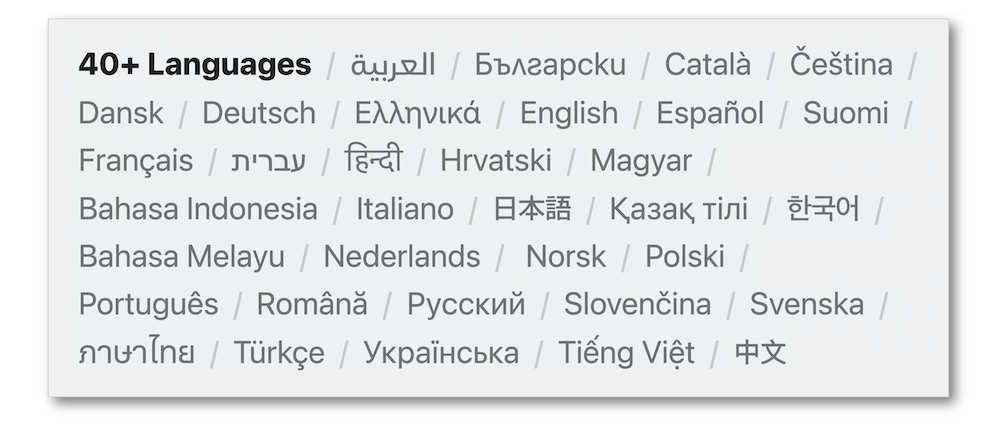 40+ Languages / العربية / Български / Català / Čeština /
Dansk / Deutsch / Ελληνικά / English / Español / Suomi /
Français / עברית / हिन्दी / Hrvatski / Magyar /
Bahasa Indonesia / Italiano / 日本語 / Қазақ тілі / 한국어 /
Bahasa Melayu / Nederlands / Norsk / Polski /
Português / Română / Русский / Slovenčina / Svenska /
ภาษาไทย / Türkçe / Українська / Tiếng Việt / 中文